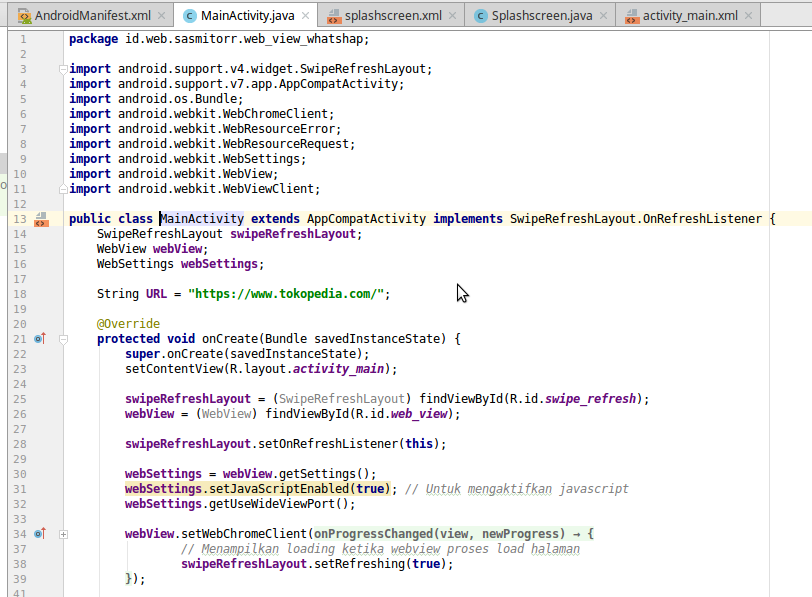 AndroidManifest.xml MainActivity.java splashscreen.xml Splashscreen.java activity_main.xml
1 package id.web.sasmitorr.web_view_whatshap;
2
3 import android.support.v4.widget.SwipeRefreshLayout;
4 import android.support.v7.app.AppCompatActivity;
5 import android.os.Bundle;
6 import android.webkit.WebChromeClient;
7 import android.webkit.WebResourceError;
8 import android.webkit.WebResourceRequest;
9 import android.webkit.WebSettings;
10 import android.webkit.WebView;
11 import android.webkit.WebViewClient;
12
13 public class MainActivity extends AppCompatActivity implements SwipeRefreshLayout.OnRefreshListener {
14 SwipeRefreshLayout swipeRefreshLayout;
15 WebView webView;
16 WebSettings webSettings;
17
18 String URL = "https://www.tokopedia.com/";
19
20 @Override
21 protected void onCreate(Bundle savedInstanceState) {
22 super.onCreate(savedInstanceState);
23 setContentView(R.layout.activity_main);
24
25 swipeRefreshLayout = (SwipeRefreshLayout) findViewById(R.id.swipe_refresh);
26 webView = (WebView) findViewById(R.id.web_view);
27
28 swipeRefreshLayout.setOnRefreshListener(this);
29
30 webSettings = webView.getSettings();
31 webSettings.setJavaScriptEnabled(true); // Untuk mengaktifkan javascript
32 webSettings.getUseWideViewPort();
33
34 webView.setWebChromeClient(onProgressChanged(view, newProgress) → {
37 // Menampilkan loading ketika webview proses load halaman
38 swipeRefreshLayout.setRefreshing(true);
39 });
41